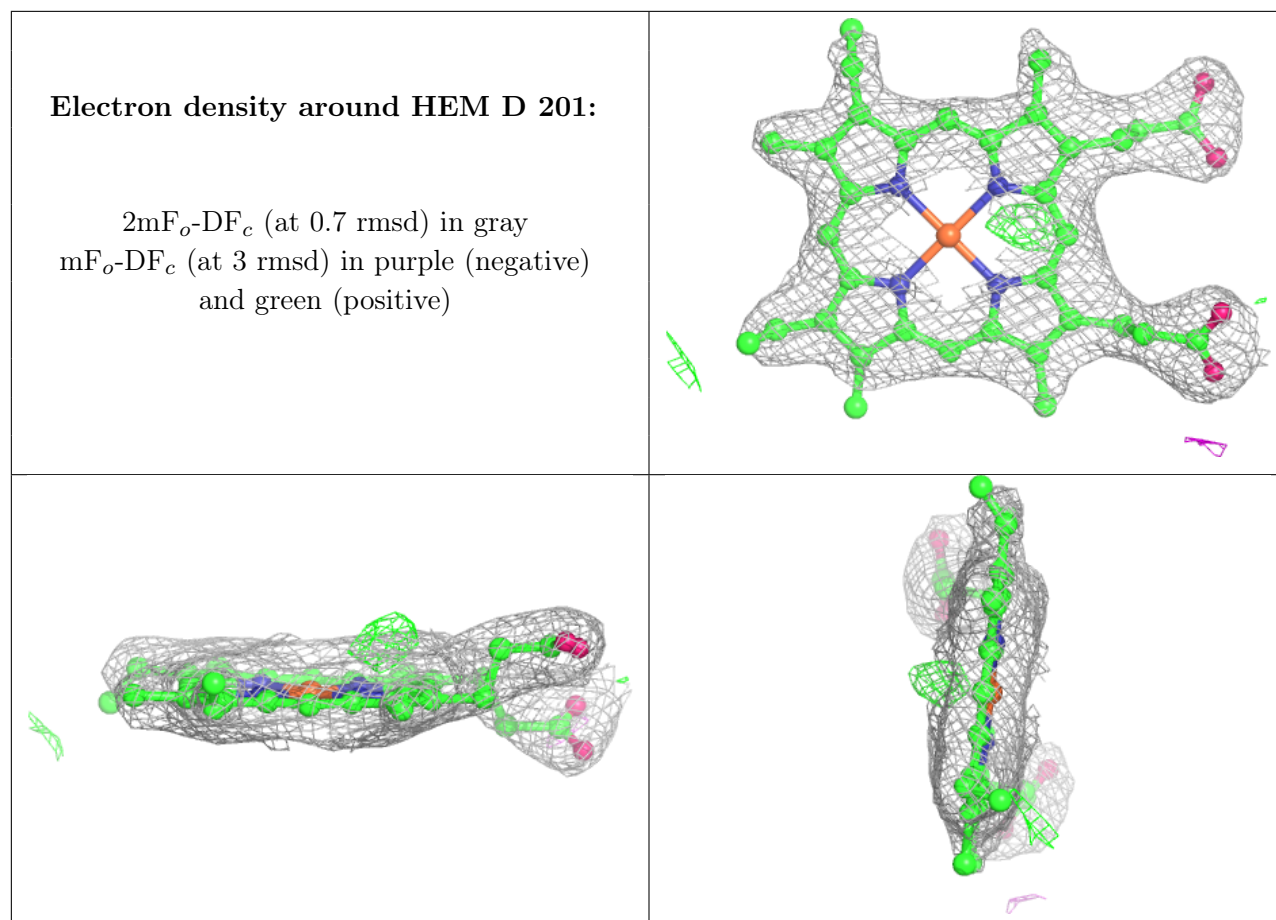 Electron density around HEM D 201:
2mFo-DFc (at 0.7 rmsd) in gray
mFo-DFc (at 3 rmsd) in purple (negative)
and green (positive)